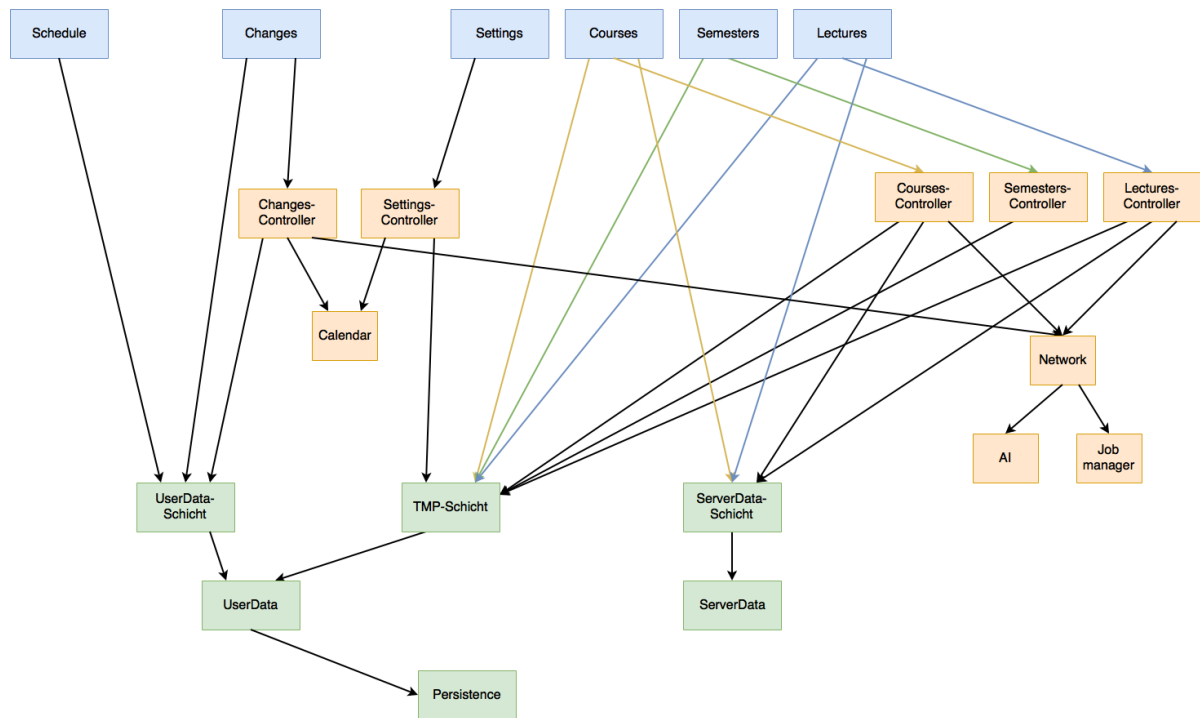 Schedule
Changes
Settings
Courses
Semesters
Lectures
Changes-
Controller
Settings-
Controller
Courses-
Controller
Semesters-
Controller
Lectures-
Controller
Calendar
Network
AI
Job
manager
UserData-
Schicht
TMP-Schicht
ServerData-
Schicht
UserData
ServerData
Persistence